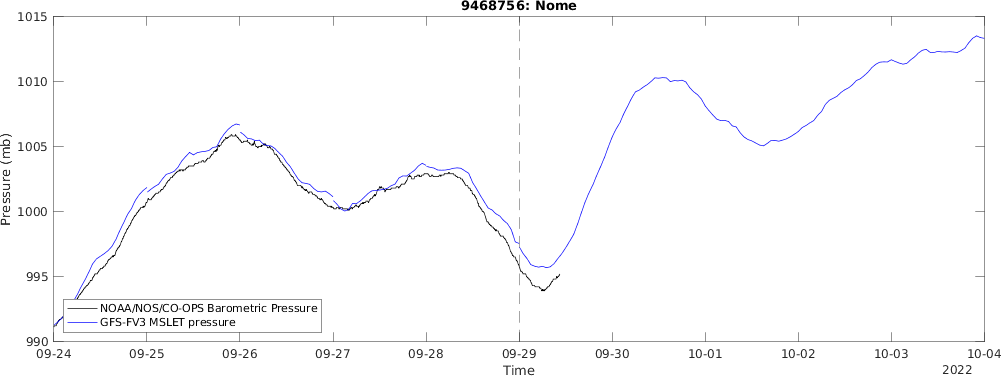 9468756: Nome
1015
1010
1005
1000
995
990
Pressure (mb)
NOAA/NOS/CO-OPS Barometric Pressure
GFS-FV3 MSLET pressure
09-24 09-25 09-26 09-27 09-28 09-29 09-30 10-01 10-02 10-03 10-04
Time
2022